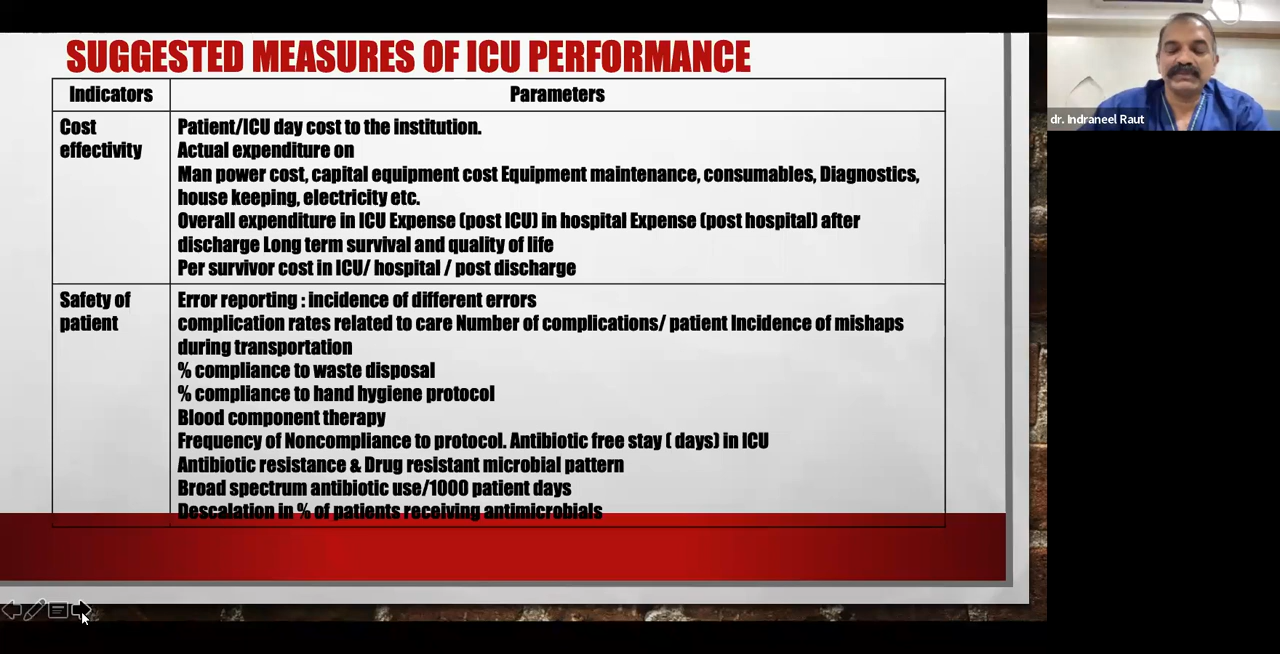 SUGGESTED MEASURES OF ICU PERFORMANCE
Indicators
Parameters
Cost
effectivity
Patient/ICU day cost to the institution.
Actual expenditure on
Man power cost, capital equipment cost Equipment maintenance, consumables, Diagnostics,
house keeping, electricity etc.
Overall expenditure in ICU Expense (post ICU) in hospital Expense (post hospital) after
discharge Long term survival and quality of life
Per survivor cost in ICU/ hospital / post discharge
Safety of
patient
Error reporting : incidence of different errors
complication rates related to care Number of complications/ patient Incidence of mishaps
during transportation
% compliance to waste disposal
% compliance to hand hygiene protocol
Blood component therapy
Frequency of Noncompliance to protocol. Antibiotic free stay ( days) in ICU
Antibiotic resistance & Drug resistant microbial pattern
Broad spectrum antibiotic use/1000 patient days
Descalation in % of patients receiving antimicrobials
dr. Indraneel Raut